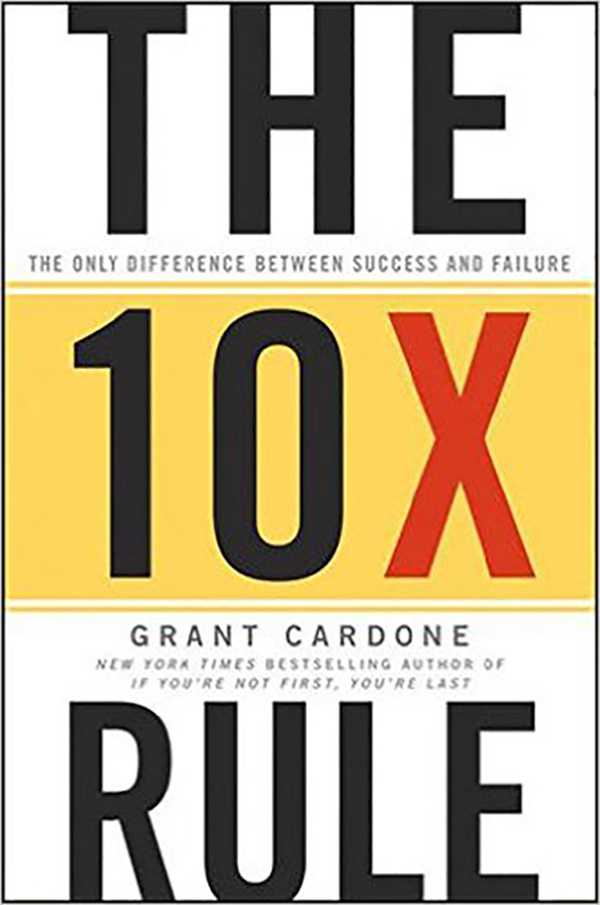 THE
THE ONLY DIFFERENCE BETWEEN SUCCESS AND FAILURE
10X
GRANT CARDONE
NEW YORK TIMES BESTSELLING AUTHOR OF
IF YOU'RE NOT FIRST, YOU'RE LAST
RULE